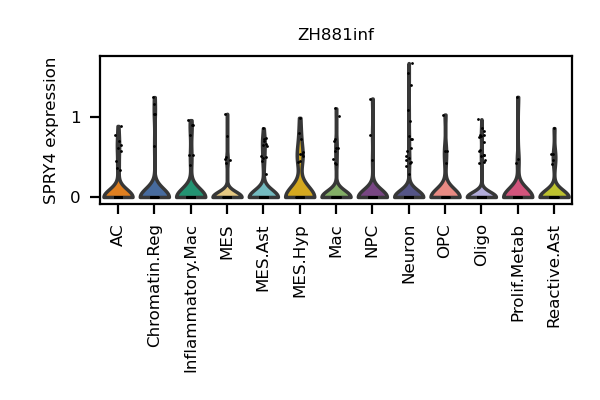 ZH881inf
SPRY4 expression
1
0
AC
Chromatin.Reg
Inflammatory.Mac
MES
MES.Ast
MES.Hyp
Mac
NPC
Neuron
OPC
Oligo
Prolif.Metab
Reactive.Ast